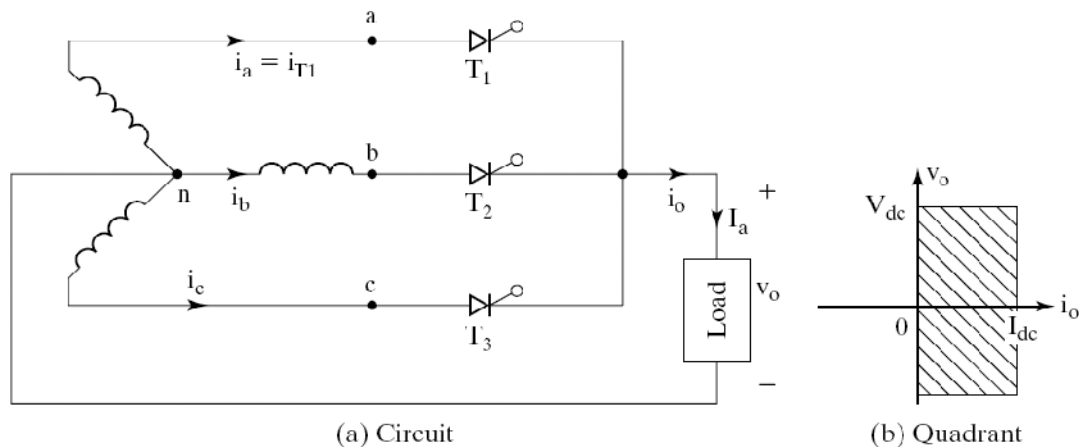 a
i_a = i_T1
T_1
n
i_b
b
T_2
i_o
+
I_a
v_o
Load
−
i_c
c
T_3
(a) Circuit
v_o
V_dc
0
I_dc
i_o
(b) Quadrant